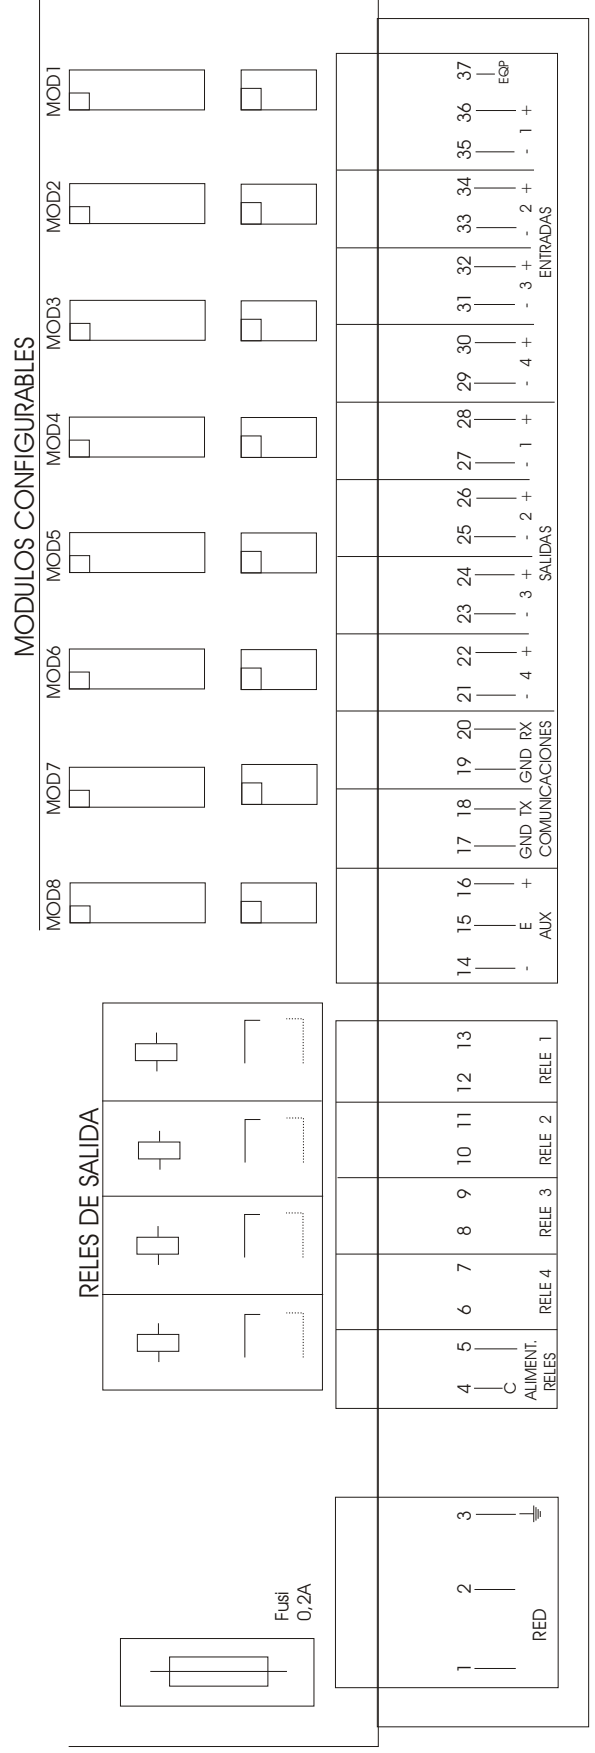 MODULOS CONFIGURABLES
MOD8 MOD7 MOD6 MOD5 MOD4 MOD3 MOD2 MOD1
RELES DE SALIDA
Fusi
0,2A
1 2 3
RED
4 5 6 7 8 9 10 11 12 13
C
ALIMENT.
RELES
RELE 4 RELE 3 RELE 2 RELE 1
14 15 16 17 18 19 20 21 22 23 24 25 26 27 28 29 30 31 32 33 34 35 36 37
- E + GND TX GND RX - 4 + - 3 + - 2 + - 1 + - 4 + - 3 + - 2 + - 1 + EQP
AUX COMUNICACIONES SALIDAS ENTRADAS